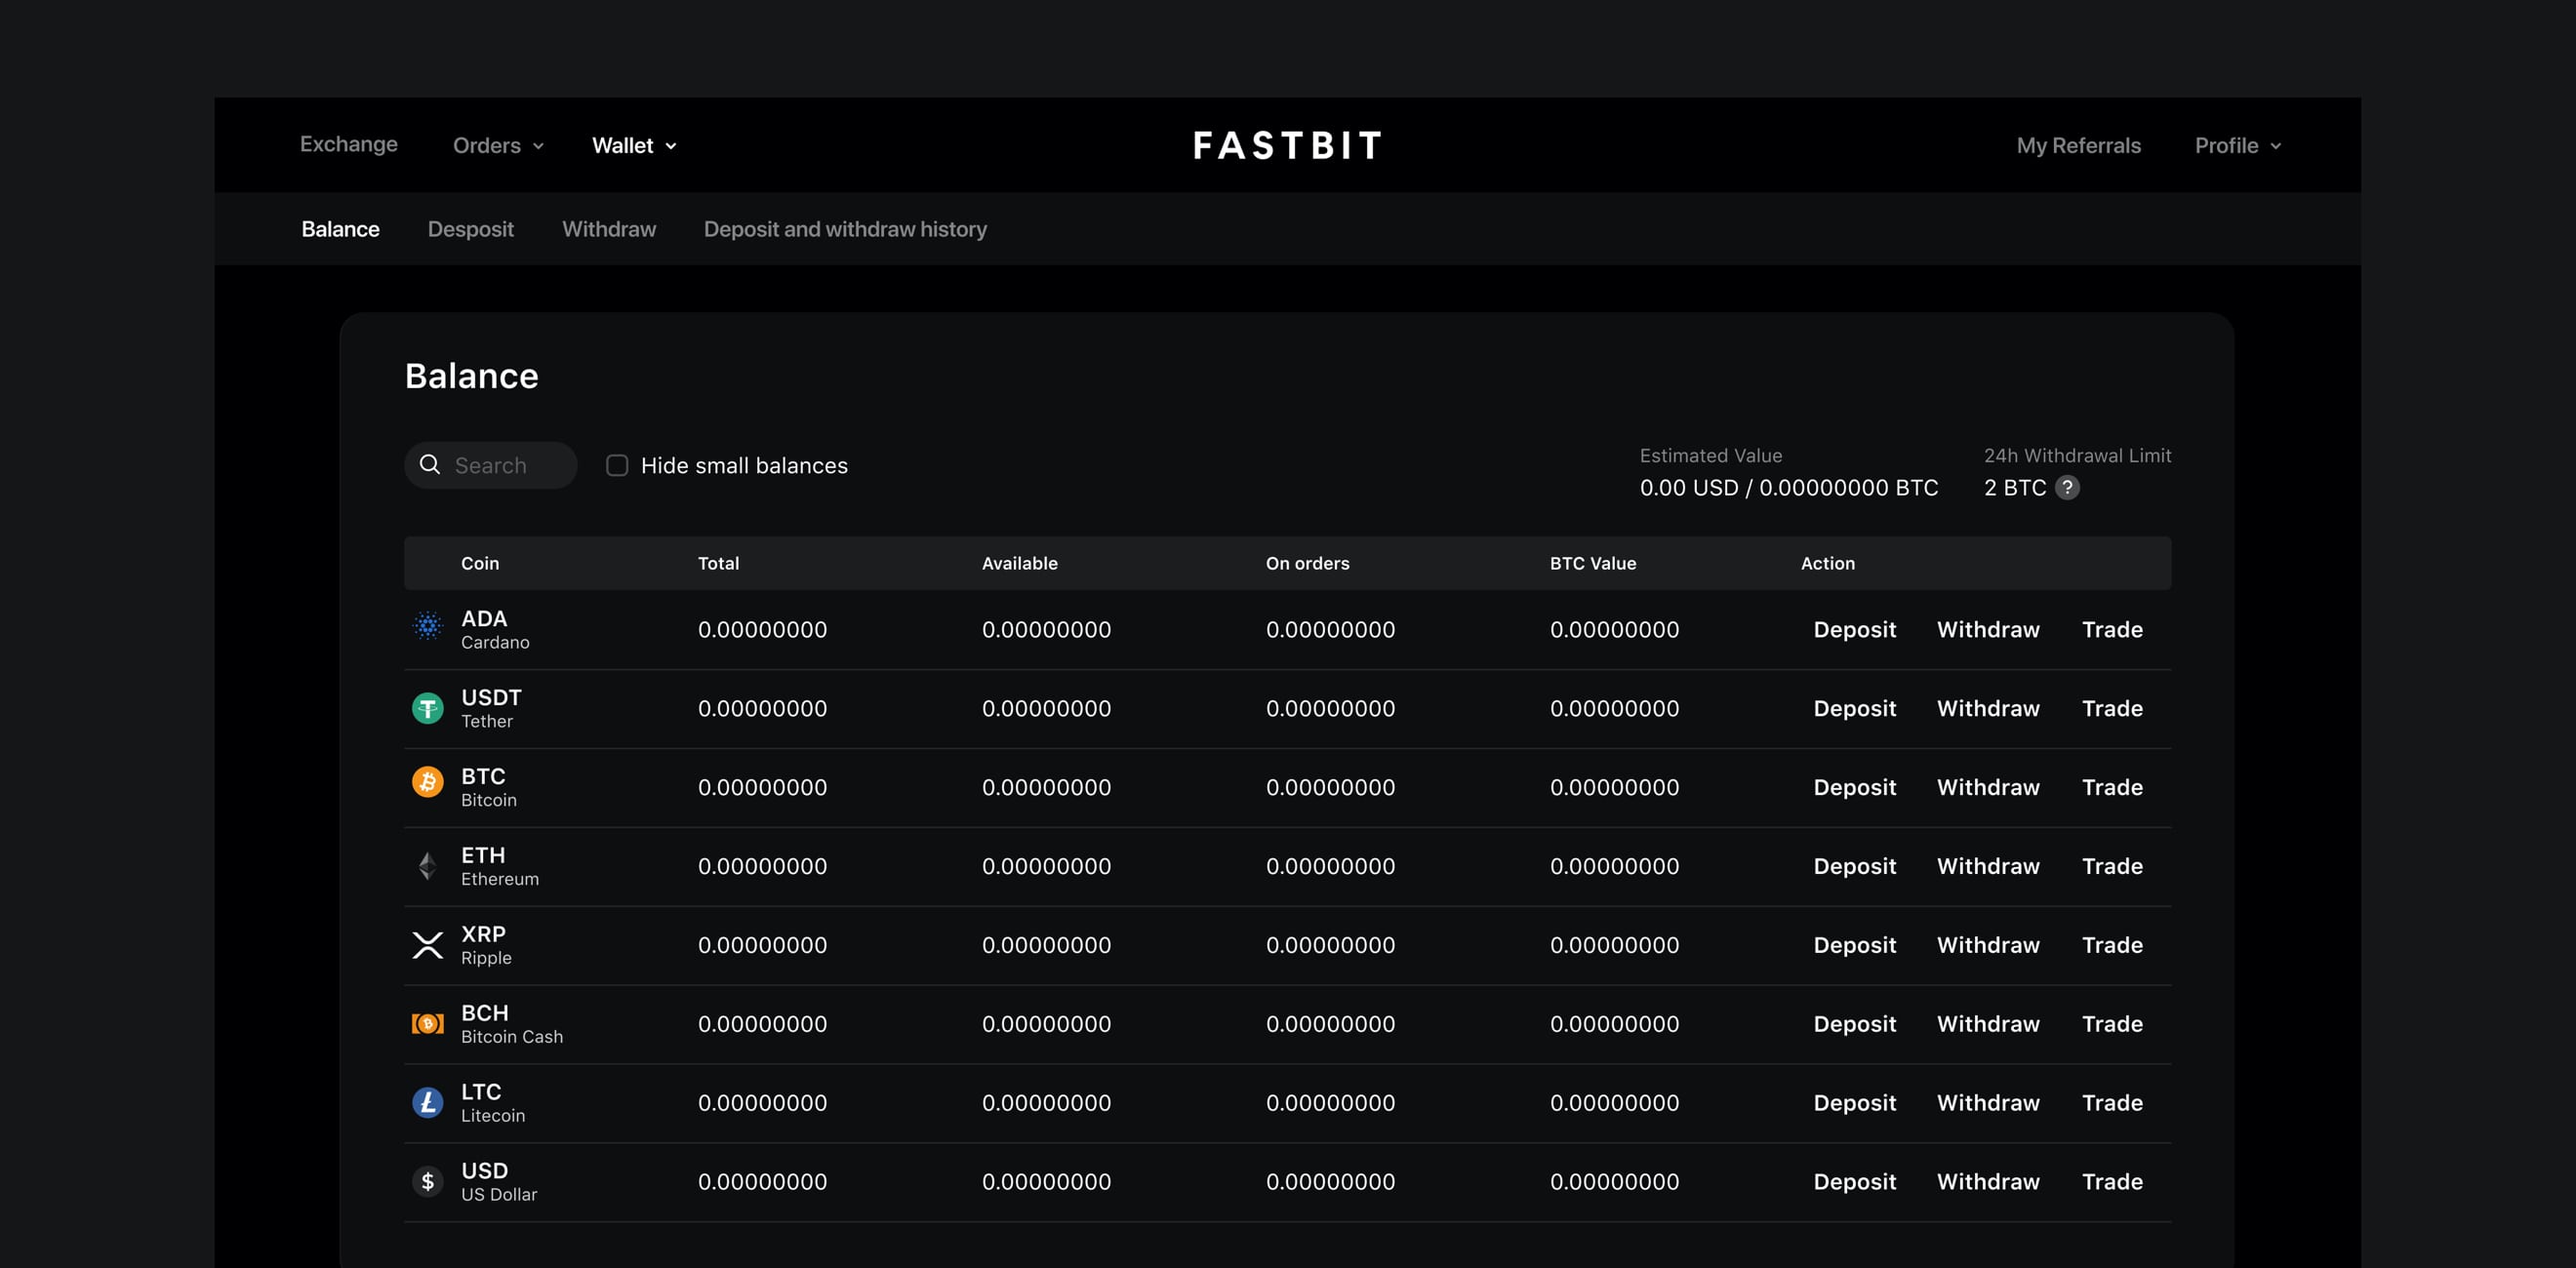 Exchange Orders Wallet FASTBIT My Referrals Profile
Balance Desposit Withdraw Deposit and withdraw history
Balance
Search Hide small balances
Estimated Value 24h Withdrawal Limit
0.00 USD / 0.00000000 BTC 2 BTC ?
Coin Total Available On orders BTC Value Action
ADA
Cardano
0.00000000 0.00000000 0.00000000 0.00000000 Deposit Withdraw Trade
USDT
Tether
0.00000000 0.00000000 0.00000000 0.00000000 Deposit Withdraw Trade
BTC
Bitcoin
0.00000000 0.00000000 0.00000000 0.00000000 Deposit Withdraw Trade
ETH
Ethereum
0.00000000 0.00000000 0.00000000 0.00000000 Deposit Withdraw Trade
XRP
Ripple
0.00000000 0.00000000 0.00000000 0.00000000 Deposit Withdraw Trade
BCH
Bitcoin Cash
0.00000000 0.00000000 0.00000000 0.00000000 Deposit Withdraw Trade
LTC
Litecoin
0.00000000 0.00000000 0.00000000 0.00000000 Deposit Withdraw Trade
$ USD
US Dollar
0.00000000 0.00000000 0.00000000 0.00000000 Deposit Withdraw Trade